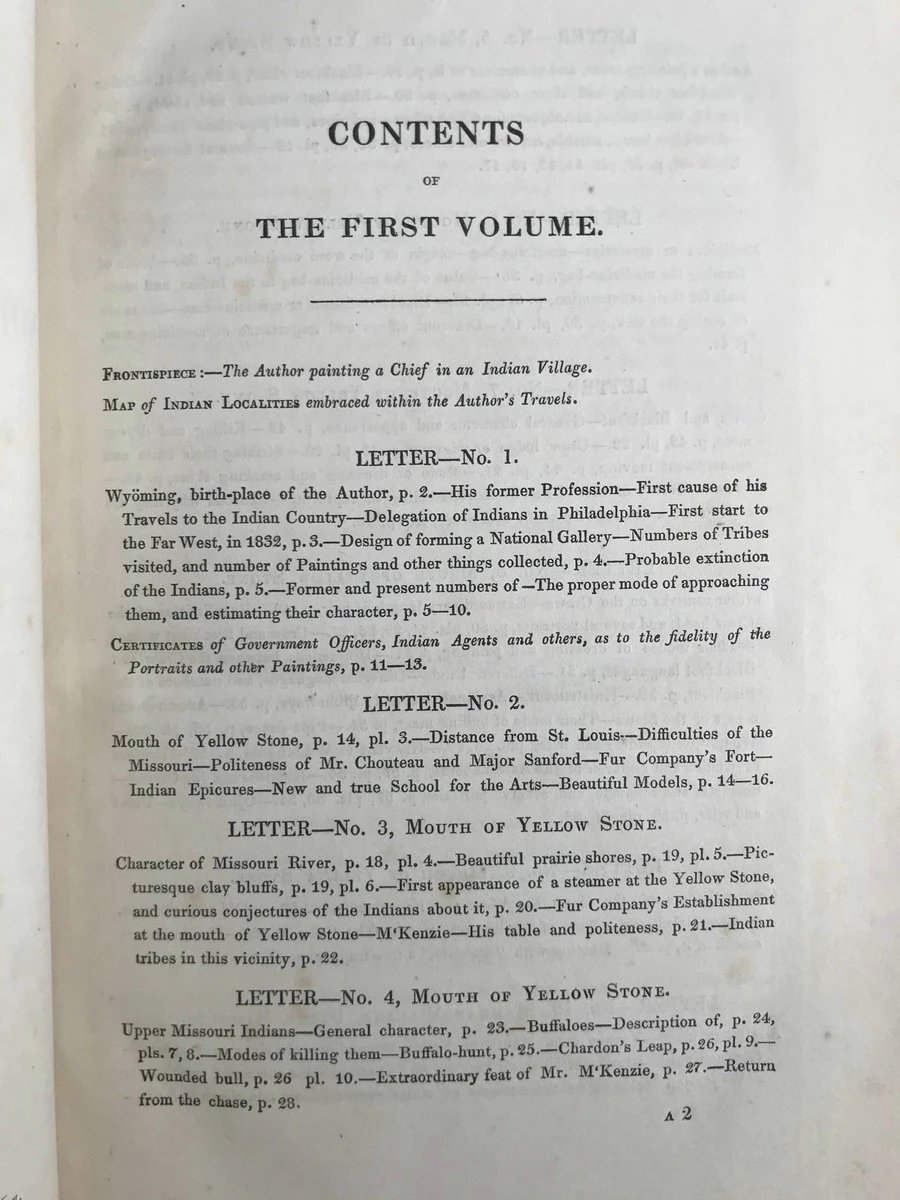 CONTENTS
OF
THE FIRST VOLUME.
Frontispiece:—The Author painting a Chief in an Indian Village.
Map of Indian Localities embraced within the Author's Travels.
LETTER—No. 1.
Wyöming, birth-place of the Author, p. 2.—His former Profession—First cause of his
Travels to the Indian Country—Delegation of Indians in Philadelphia—First start to
the Far West, in 1832, p. 3.—Design of forming a National Gallery—Numbers of Tribes
visited, and number of Paintings and other things collected, p. 4.—Probable extinction
of the Indians, p. 5.—Former and present numbers of—The proper mode of approaching
them, and estimating their character, p. 5—10.
Certificates of Government Officers, Indian Agents and others, as to the fidelity of the
Portraits and other Paintings, p. 11—13.
LETTER—No. 2.
Mouth of Yellow Stone, p. 14, pl. 3.—Distance from St. Louis—Difficulties of the
Missouri—Politeness of Mr. Chouteau and Major Sanford—Fur Company's Fort—
Indian Epicures—New and true School for the Arts—Beautiful Models, p. 14—16.
LETTER—No. 3, Mouth of Yellow Stone.
Character of Missouri River, p. 18, pl. 4.—Beautiful prairie shores, p. 19, pl. 5.—Pic-
turesque clay bluffs, p. 19, pl. 6.—First appearance of a steamer at the Yellow Stone,
and curious conjectures of the Indians about it, p. 20.—Fur Company's Establishment
at the mouth of Yellow Stone—M'Kenzie—His table and politeness, p. 21.—Indian
tribes in this vicinity, p. 22.
LETTER—No. 4, Mouth of Yellow Stone.
Upper Missouri Indians—General character, p. 23.—Buffaloes—Description of, p. 24,
pls. 7, 8.—Modes of killing them—Buffalo-hunt, p. 25.—Chardon's Leap, p. 26, pl. 9.—
Wounded bull, p. 26 pl. 10.—Extraordinary feat of Mr. M'Kenzie, p. 27.—Return
from the chase, p. 28.
A 2